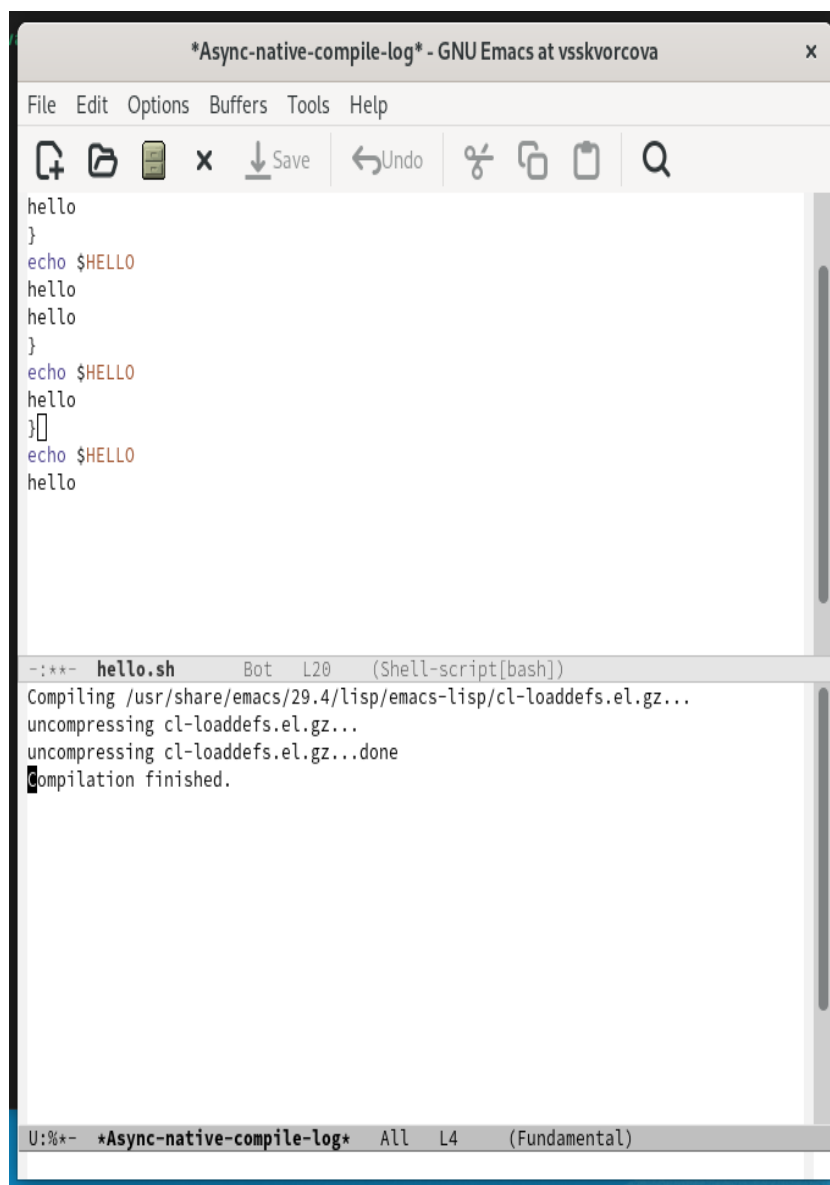 *Async-native-compile-log* - GNU Emacs at vsskvorcova x
File Edit Options Buffers Tools Help
Save Undo
hello
}
echo $HELLO
hello
hello
}
echo $HELLO
hello
}
echo $HELLO
hello
-:**- hello.sh Bot L20 (Shell-script[bash])
Compiling /usr/share/emacs/29.4/lisp/emacs-lisp/cl-loaddefs.el.gz...
uncompressing cl-loaddefs.el.gz...
uncompressing cl-loaddefs.el.gz...done
Compilation finished.
U:%*- *Async-native-compile-log* All L4 (Fundamental)